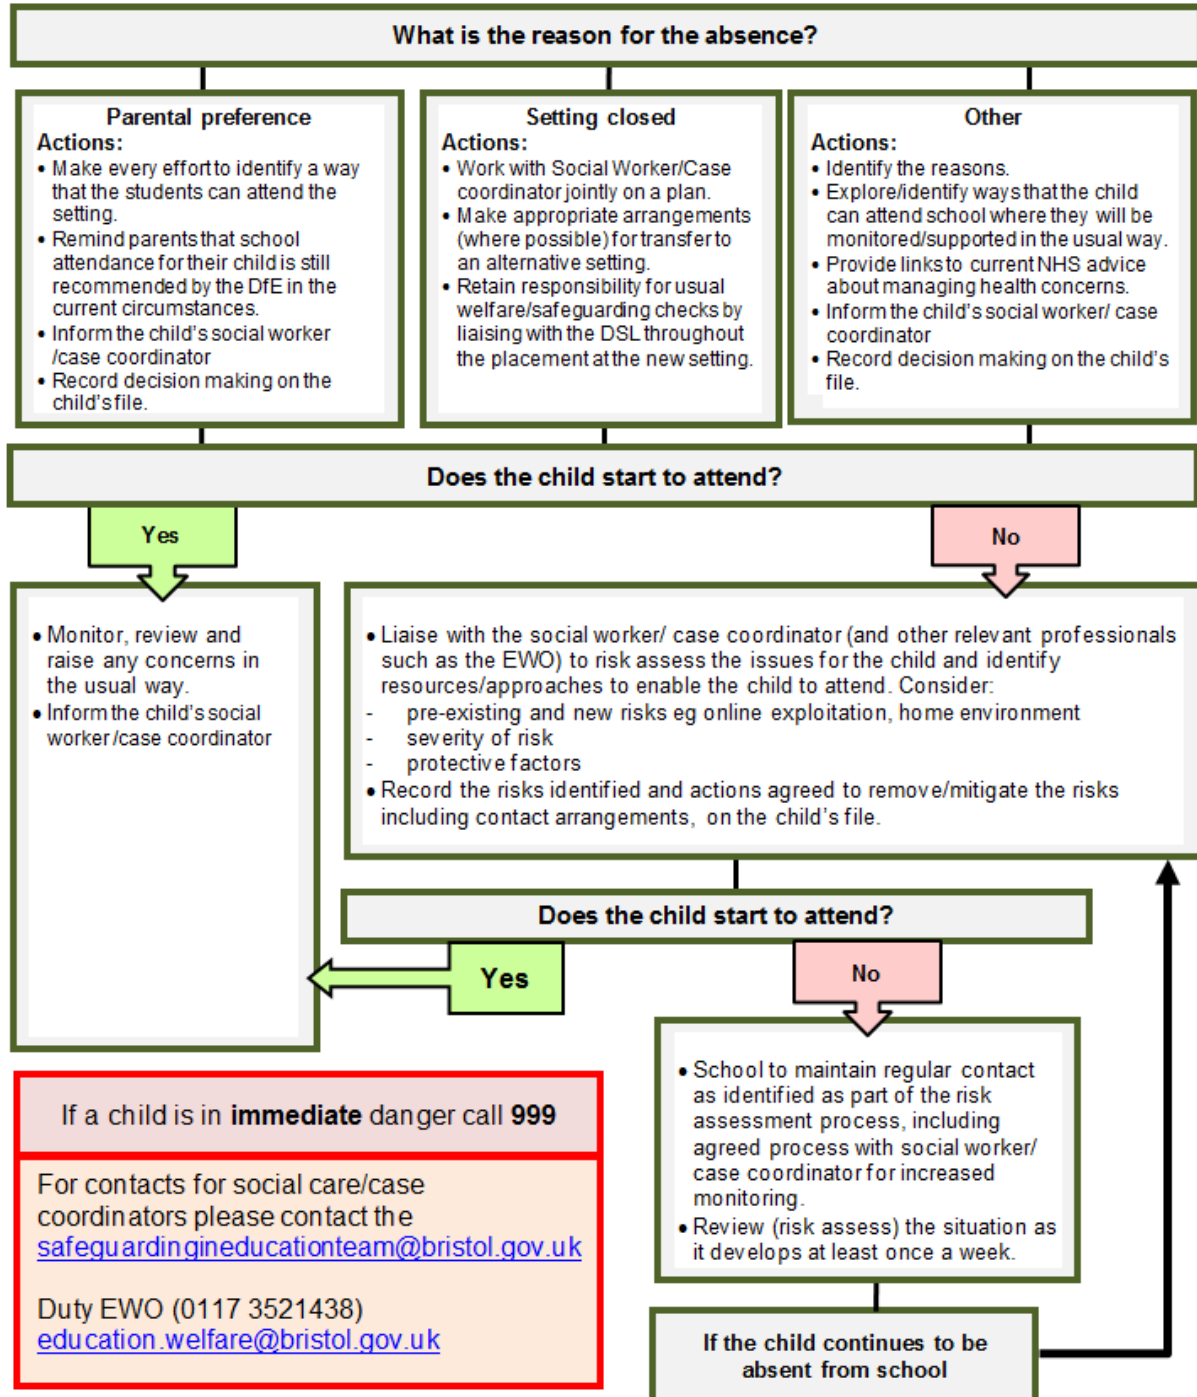 What is the reason for the absence?
Parental preference
Actions:
• Make every effort to identify a way
that the students can attend the
setting.
• Remind parents that school
attendance for their child is still
recommended by the DfE in the
current circumstances.
• Inform the child's social worker
/case coordinator
• Record decision making on the
child's file.
Setting closed
Actions:
• Work with Social Worker/Case
coordinator jointly on a plan.
• Make appropriate arrangements
(where possible) for transfer to
an alternative setting.
• Retain responsibility for usual
welfare/safeguarding checks by
liaising with the DSL throughout
the placement at the new setting.
Other
Actions:
• Identify the reasons.
• Explore/identify ways that the child
can attend school where they will be
monitored/supported in the usual way.
• Provide links to current NHS advice
about managing health concerns.
• Inform the child's social worker/ case
coordinator
• Record decision making on the child's
file.
Does the child start to attend?
Yes
No
• Monitor, review and
raise any concerns in
the usual way.
• Inform the child's social
worker/case coordinator
• Liaise with the social worker/ case coordinator (and other relevant professionals
such as the EWO) to risk assess the issues for the child and identify
resources/approaches to enable the child to attend. Consider:
- pre-existing and new risks eg online exploitation, home environment
- severity of risk
- protective factors
• Record the risks identified and actions agreed to remove/mitigate the risks
including contact arrangements, on the child's file.
Does the child start to attend?
Yes
No
• School to maintain regular contact
as identified as part of the risk
assessment process, including
agreed process with social worker/
case coordinator for increased
monitoring.
• Review (risk assess) the situation as
it develops at least once a week.
If the child continues to be
absent from school
If a child is in immediate danger call 999
For contacts for social care/case
coordinators please contact the
safeguardingineducationteam@bristol.gov.uk
Duty EWO (0117 3521438)
education.welfare@bristol.gov.uk